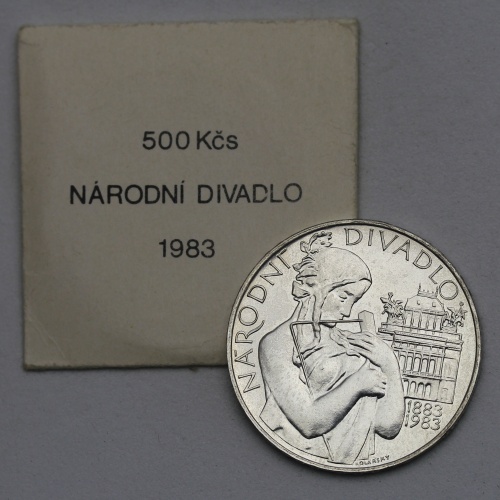 500 Kčs
NÁRODNÍ DIVADLO
1983
NÁRODNÍ DIVADLO
1883
1983